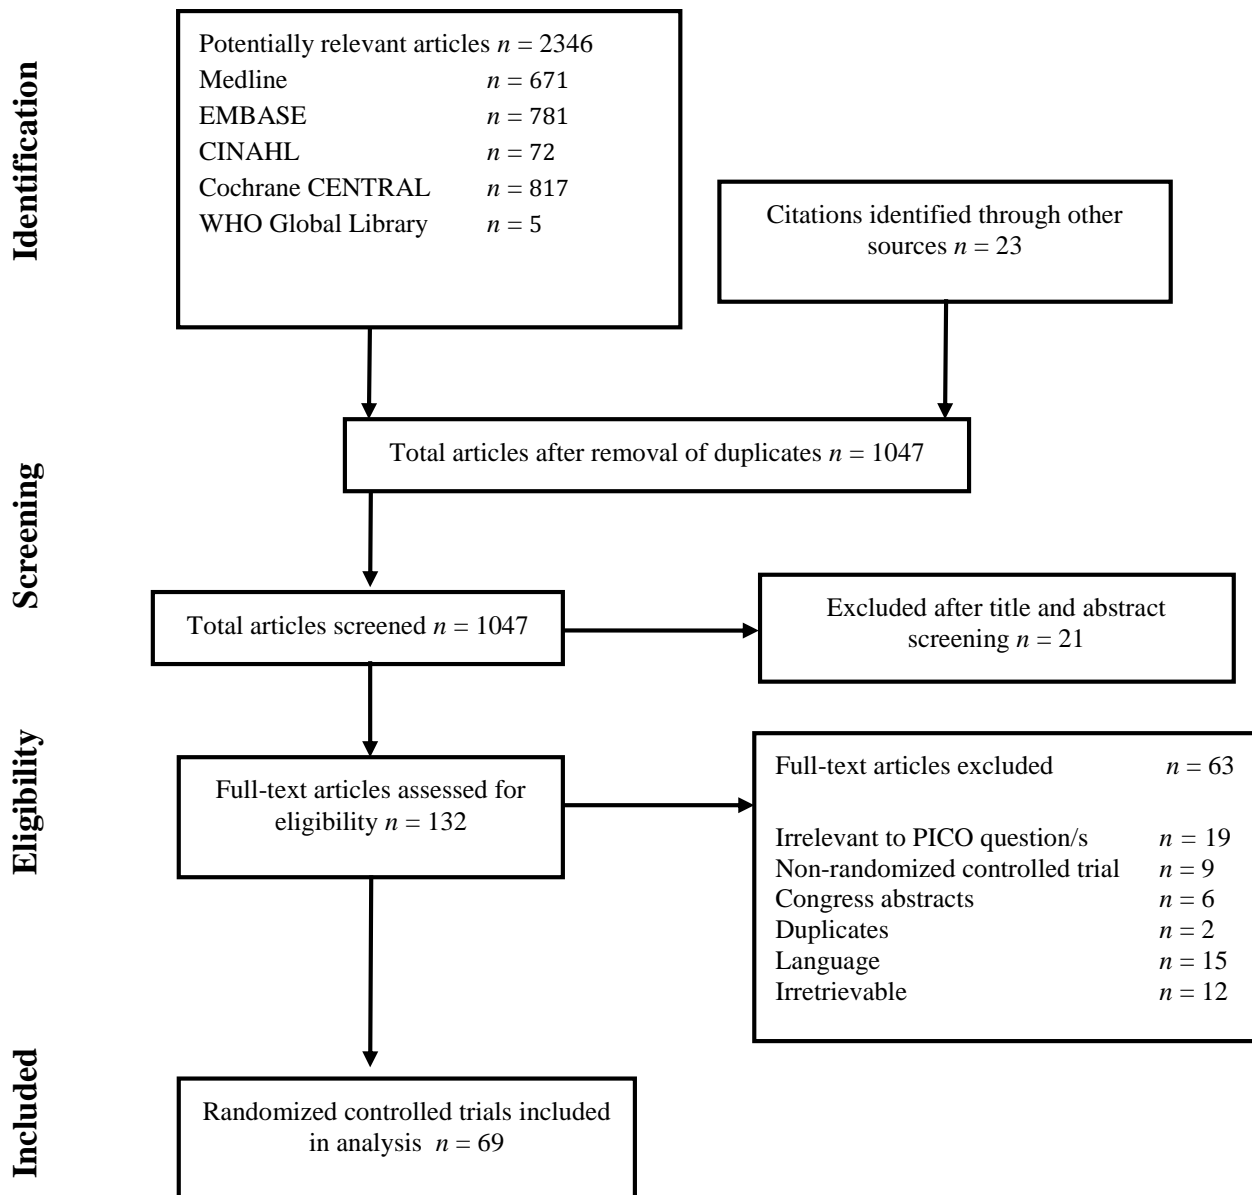 Identification
Potentially relevant articles n = 2346
Medline n = 671
EMBASE n = 781
CINAHL n = 72
Cochrane CENTRAL n = 817
WHO Global Library n = 5
Citations identified through other
sources n = 23
Screening
Total articles after removal of duplicates n = 1047
Total articles screened n = 1047
Excluded after title and abstract
screening n = 21
Eligibility
Full-text articles assessed for
eligibility n = 132
Full-text articles excluded n = 63
Irrelevant to PICO question/s n = 19
Non-randomized controlled trial n = 9
Congress abstracts n = 6
Duplicates n = 2
Language n = 15
Irretrievable n = 12
Included
Randomized controlled trials included
in analysis n = 69